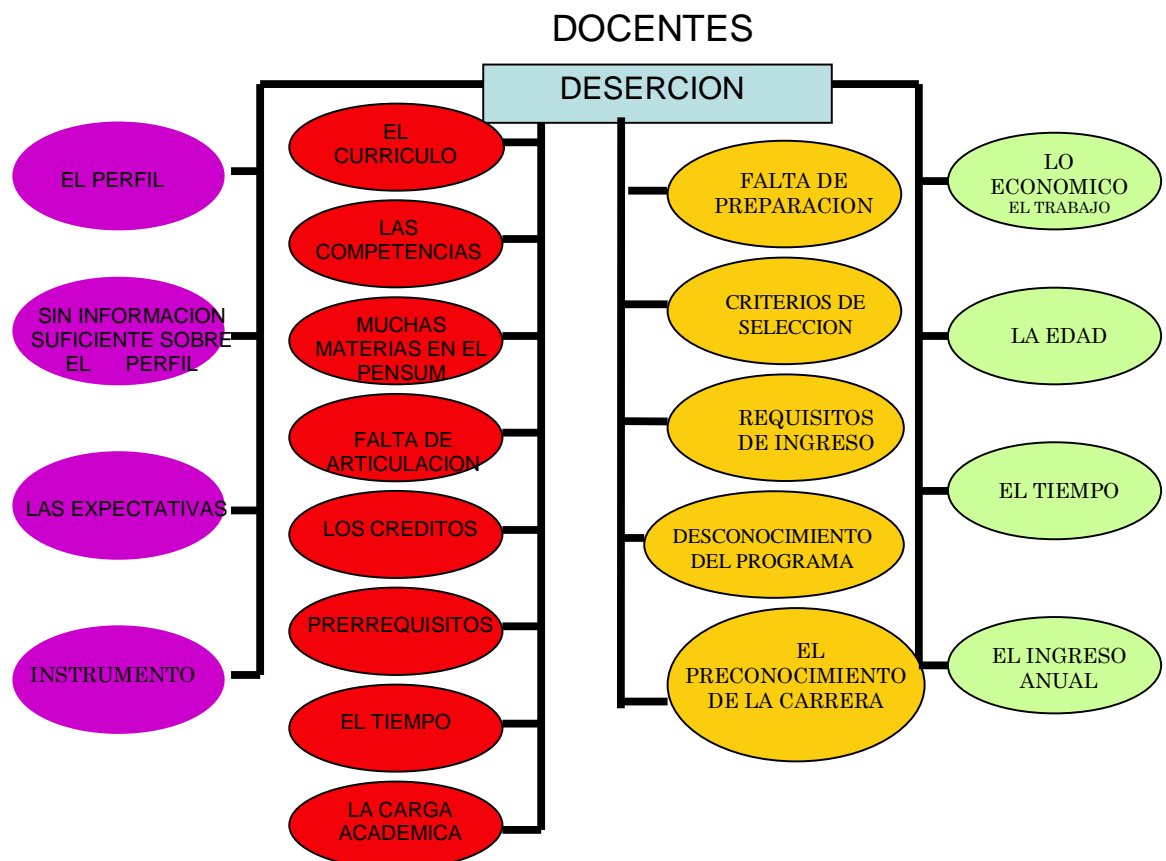 DOCENTES
DESERCION
EL PERFIL
SIN INFORMACION
SUFICIENTE SOBRE
EL PERFIL
LAS EXPECTATIVAS
INSTRUMENTO
EL
CURRICULO
LAS
COMPETENCIAS
MUCHAS
MATERIAS EN EL
PENSUM
FALTA DE
ARTICULACION
LOS CREDITOS
PRERREQUISITOS
EL TIEMPO
LA CARGA
ACADEMICA
FALTA DE
PREPARACION
CRITERIOS DE
SELECCION
REQUISITOS
DE INGRESO
DESCONOCIMIENTO
DEL PROGRAMA
EL
PRECONOCIMIENTO
DE LA CARRERA
LO
ECONOMICO
EL TRABAJO
LA EDAD
EL TIEMPO
EL INGRESO
ANUAL